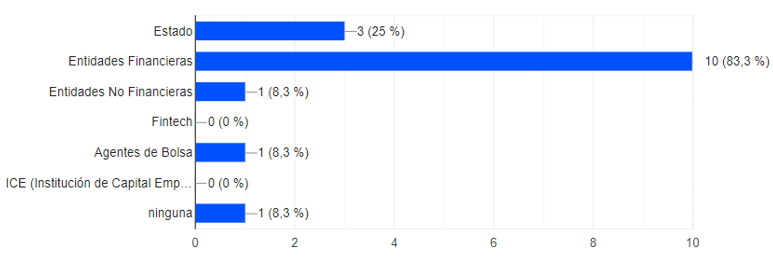 Estado 3 (25 %)
Entidades Financieras 10 (83,3 %)
Entidades No Financieras 1 (8,3 %)
Fintech 0 (0 %)
Agentes de Bolsa 1 (8,3 %)
ICE (Institución de Capital Emp... 0 (0 %)
ninguna 1 (8,3 %)
0 2 4 6 8 10